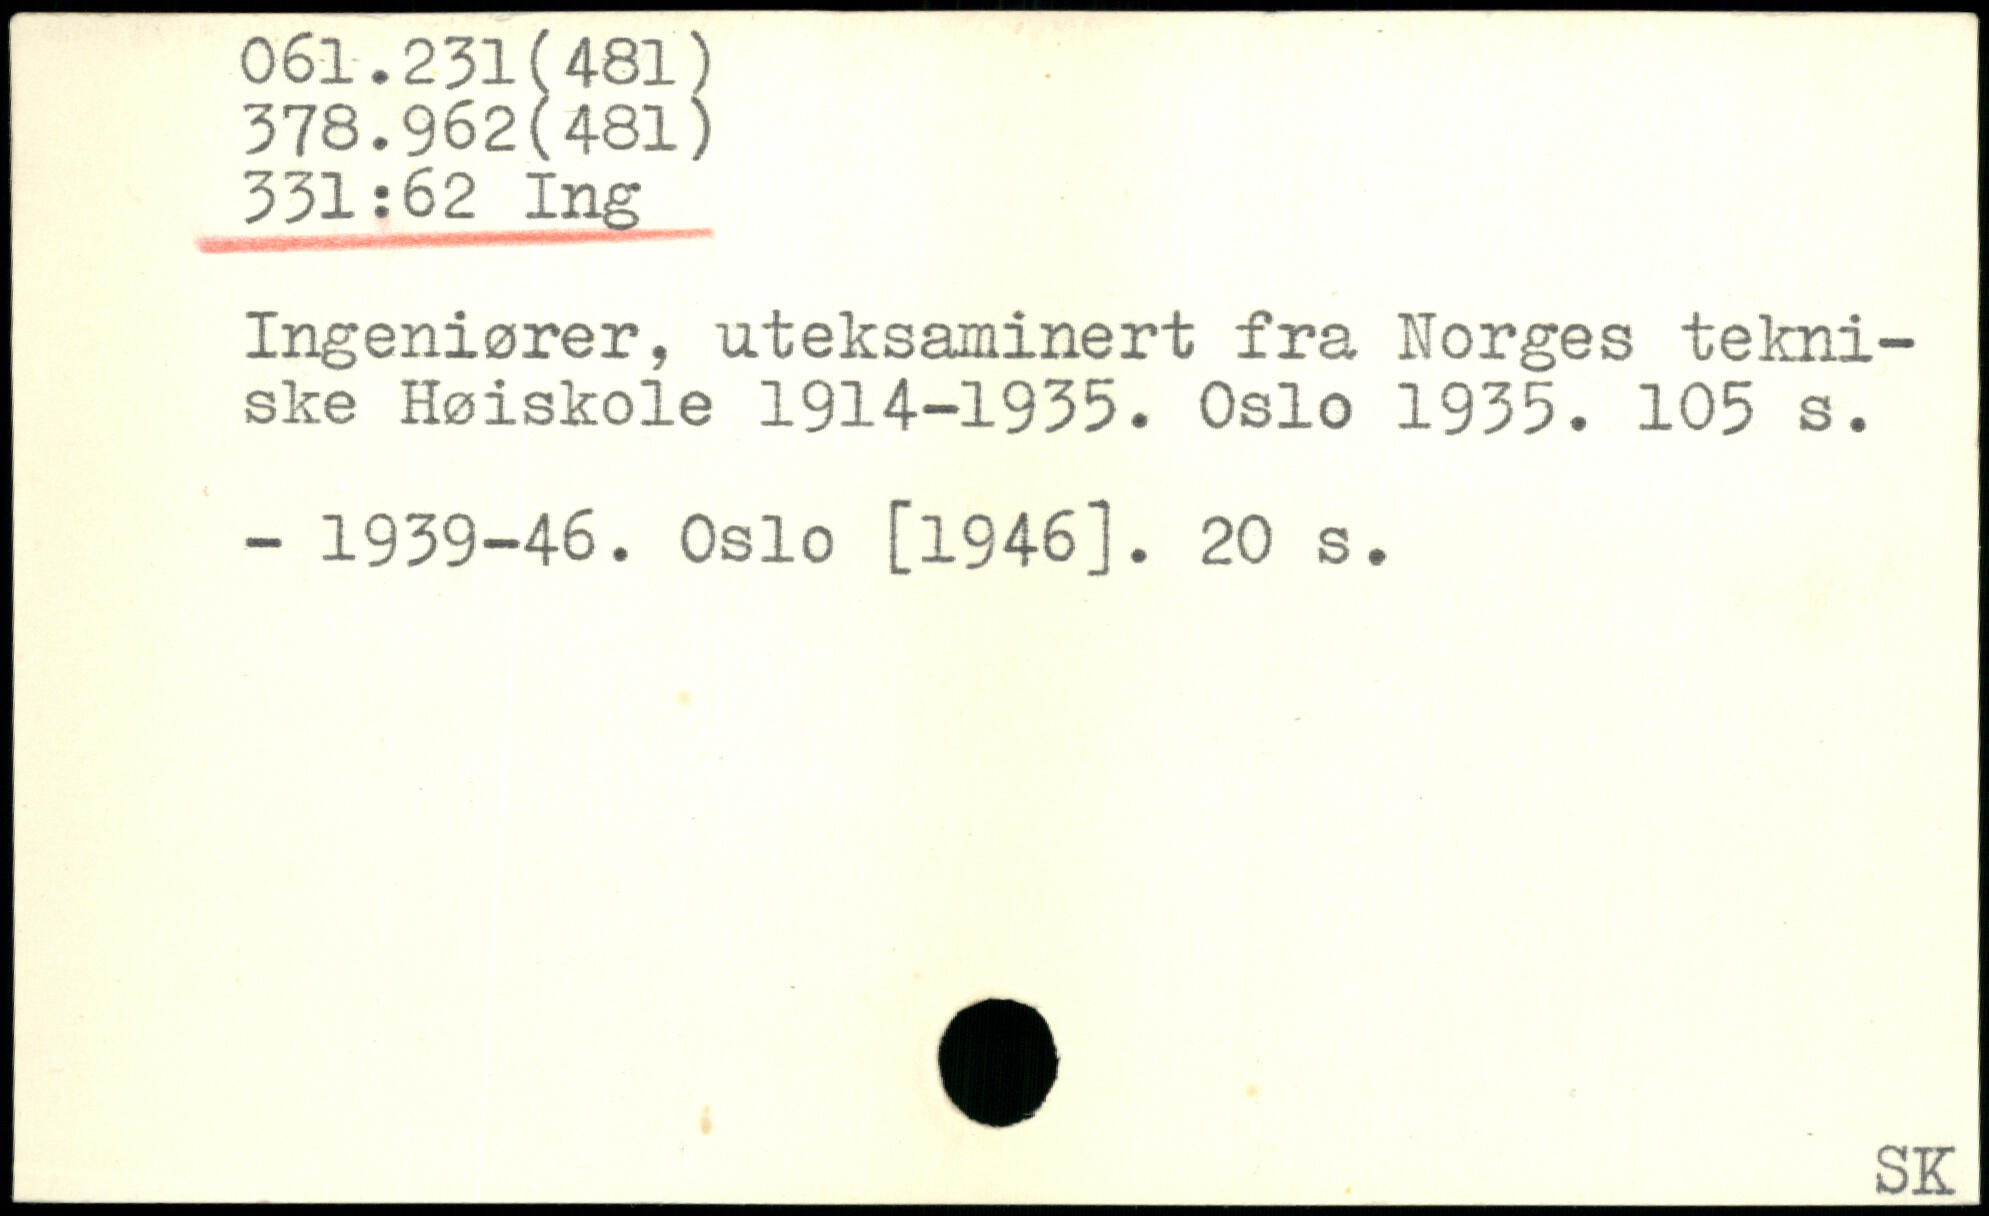 061.231(481)
378.962(481)
331:62 Ing
Ingeniører, uteksaminert fra Norges tekni-
ske Høiskole 1914-1935. Oslo 1935. 105 s.
- 1939-46. Oslo [1946]. 20 s.
SK